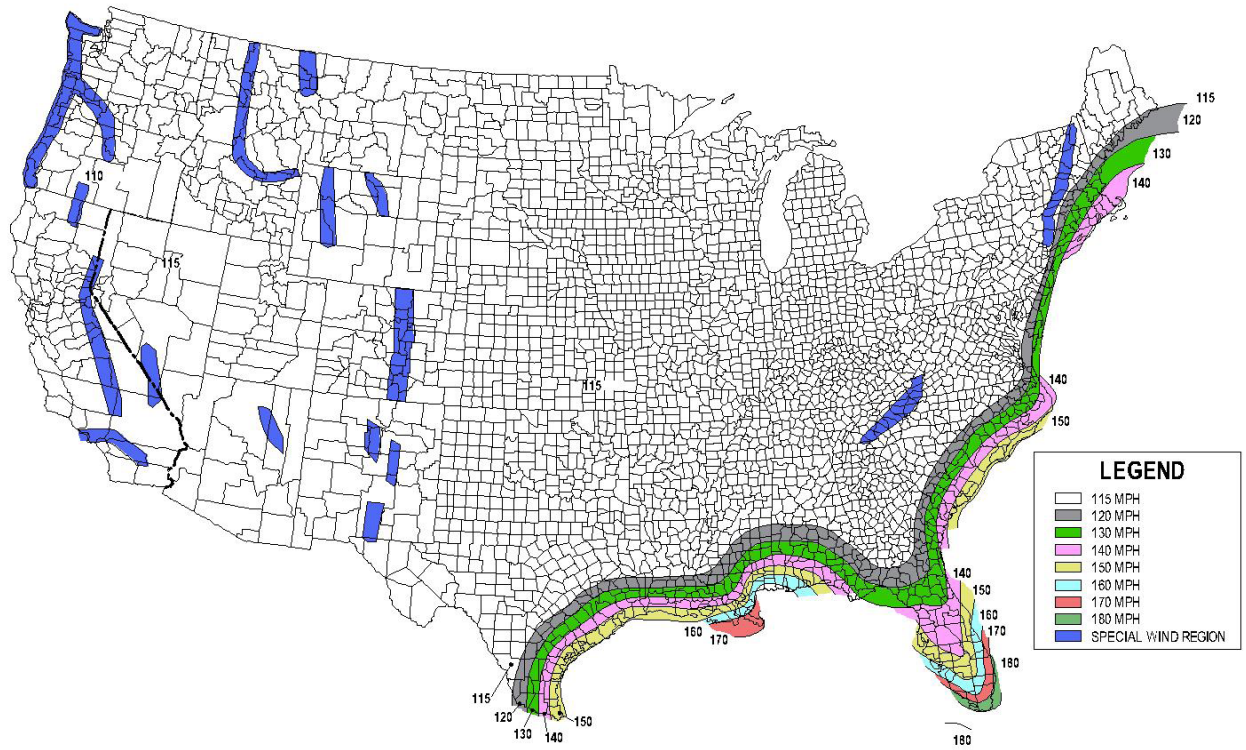 115
120
130
140
110
115
115
140
150
LEGEND
115 MPH
120 MPH
130 MPH
140 MPH
150 MPH
160 MPH
170 MPH
180 MPH
SPECIAL WIND REGION
140
150
160
170
180
160
170
115
120
130
140
150
180